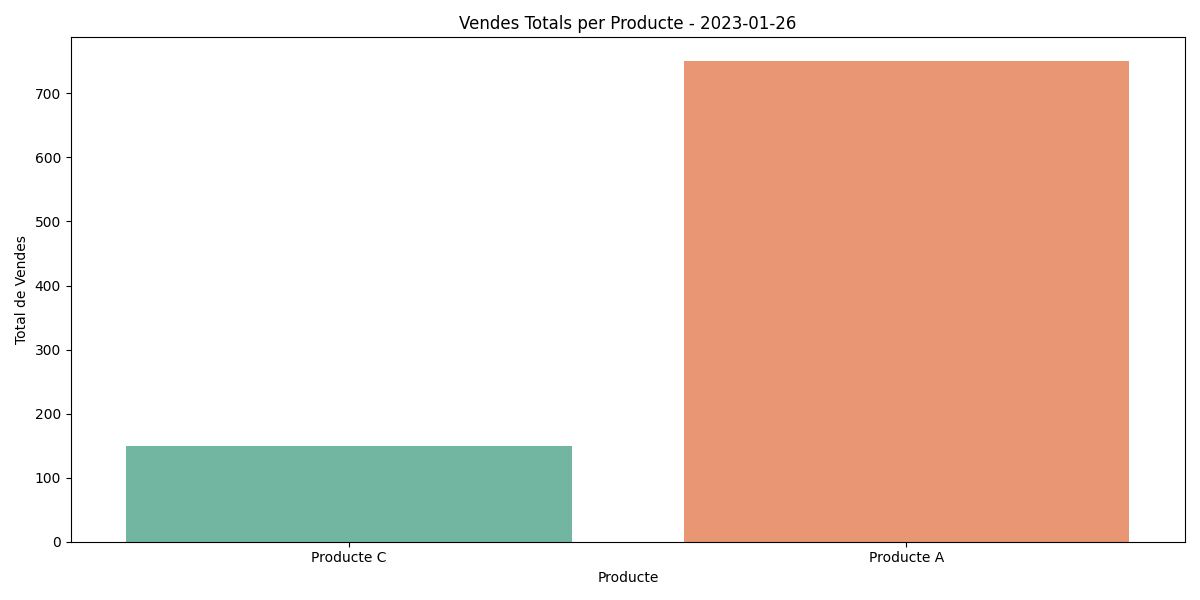 Vendes Totals per Producte - 2023-01-26
Total de Vendes
700
600
500
400
300
200
100
0
Producte C
Producte A
Producte